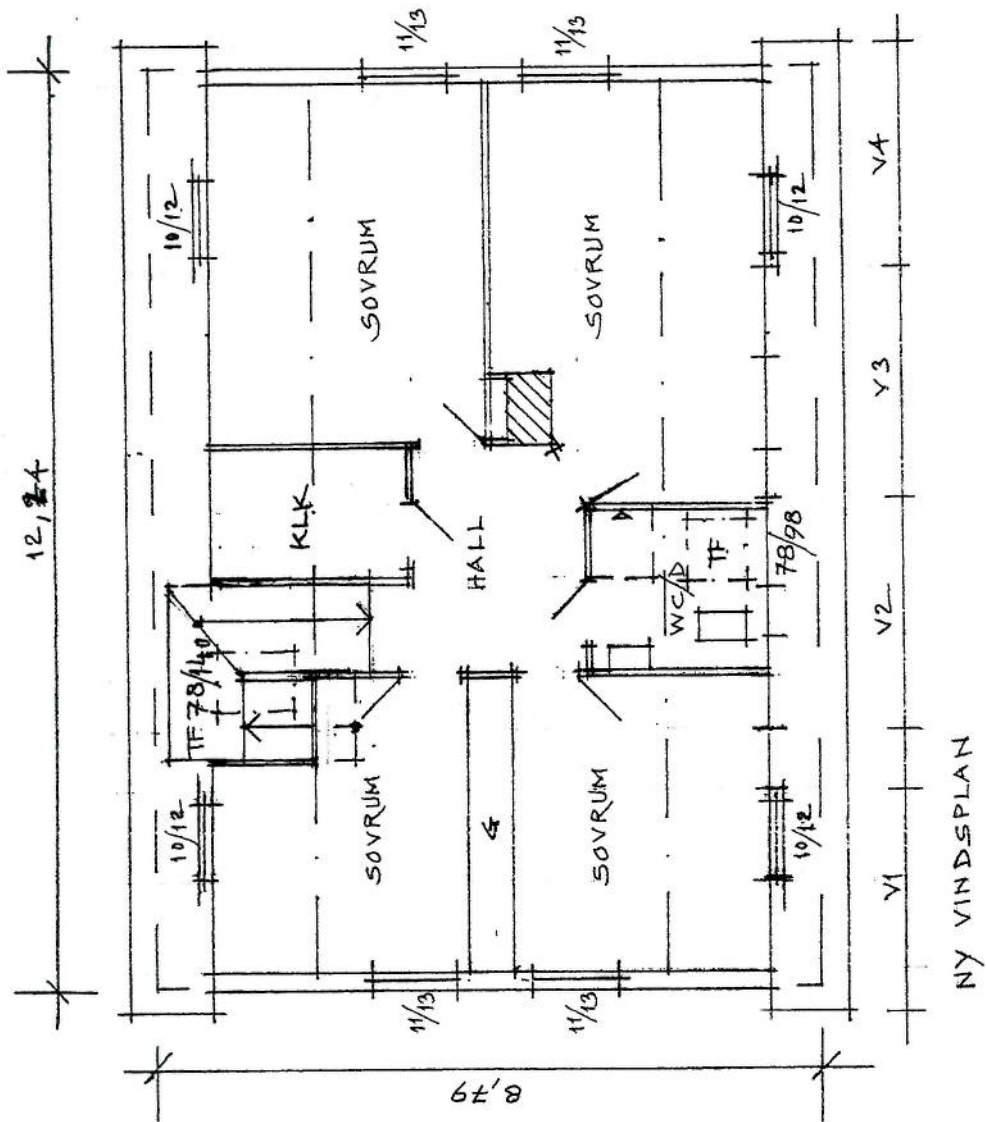 12,24
10/12
TF 78/140
10/12
KLK
SOVRUM
SOVRUM
11/13
11/13
8,79
G
HALL
SOVRUM
WC/D
TF
SOVRUM
11/13
11/13
10/12
78/98
10/12
V1
V2
V3
V4
NY VINDSPLAN